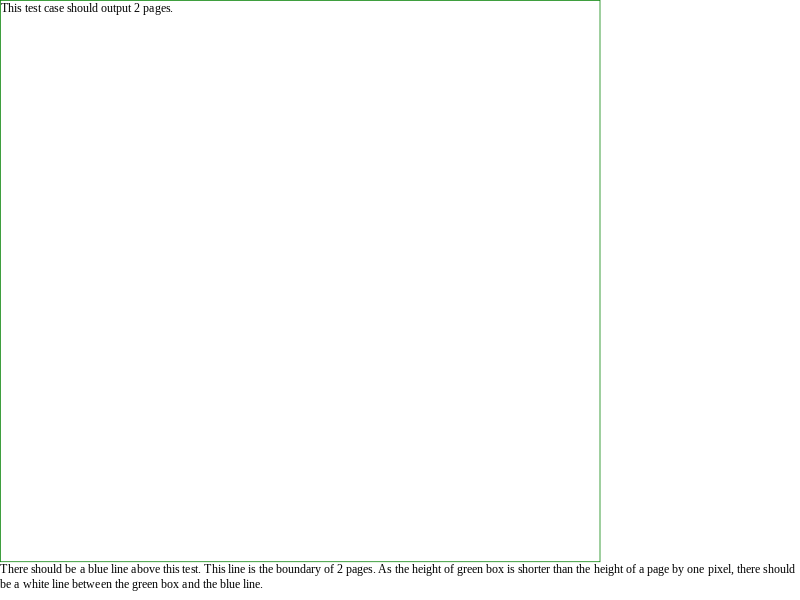 This test case should output 2 pages.
There should be a blue line above this test. This line is the boundary of 2 pages. As the height of green box is shorter than the height of a page by one pixel, there should
be a white line between the green box and the blue line.